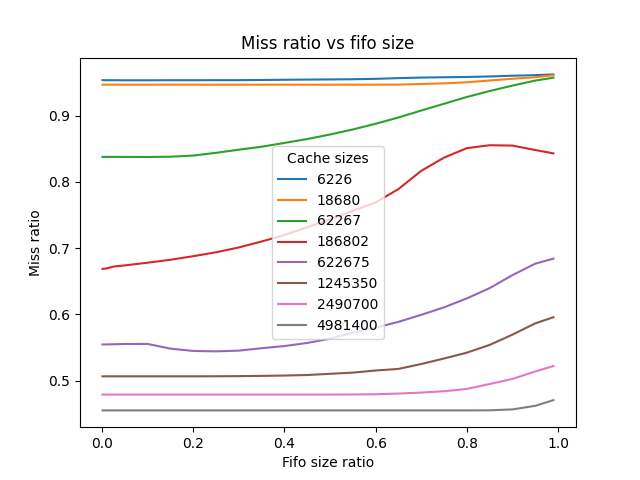 Miss ratio vs fifo size
Miss ratio
0.9
0.8
0.7
0.6
0.5
Cache sizes
6226
18680
62267
186802
622675
1245350
2490700
4981400
0.0 0.2 0.4 0.6 0.8 1.0
Fifo size ratio